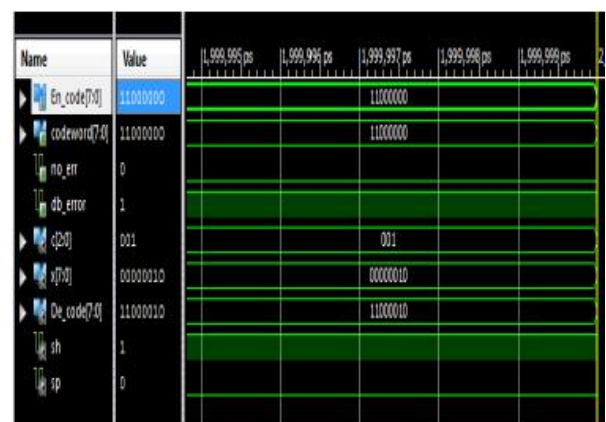 Name Value 1,999,995 ps 1,999,996 ps 1,999,997 ps 1,999,998 ps 1,999,999 ps 2,
En_code[7:0] 11000000 11000000
codeword[7:0] 11000000 11000000
no_err 0
db_error 1
c[2:0] 001 001
x[7:0] 00000010 00000010
De_code[7:0] 11000010 11000010
sh 1
sp 0